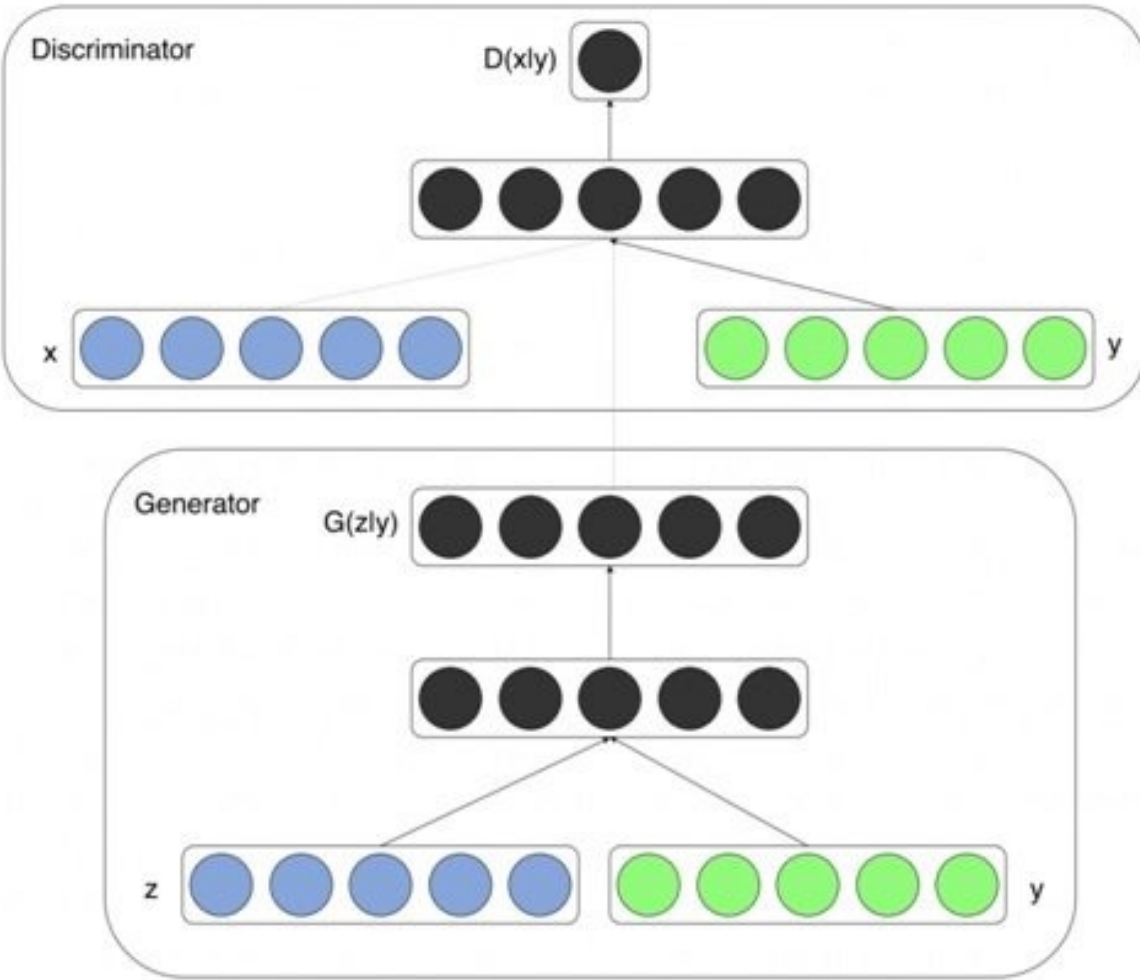 Discriminator
D(x|y)
x
y
Generator
G(z|y)
z
y